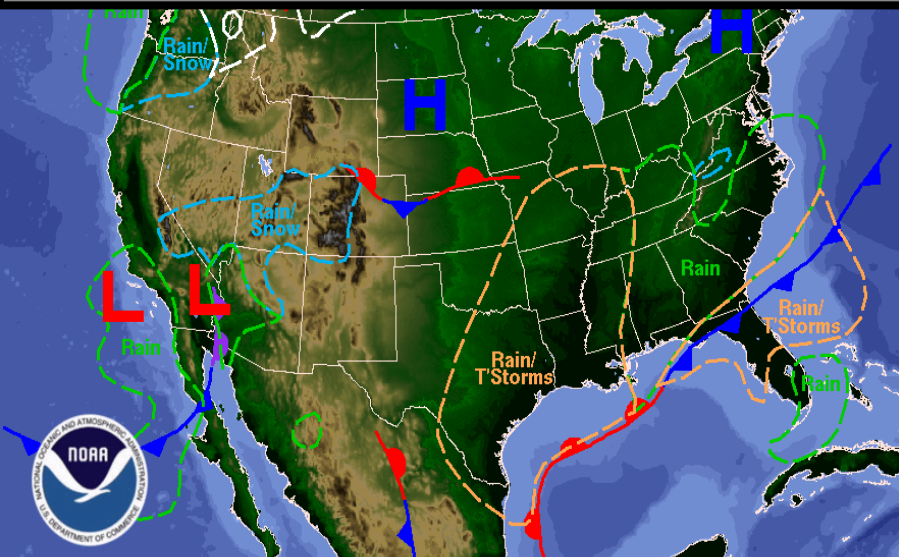 Rain
Rain/
Snow
H
H
Rain/
Snow
L
L
Rain
Rain
Rain/
T'Storms
Rain/
T'Storms
Rain
NATIONAL OCEANIC AND ATMOSPHERIC ADMINISTRATION
NOAA
U.S. DEPARTMENT OF COMMERCE